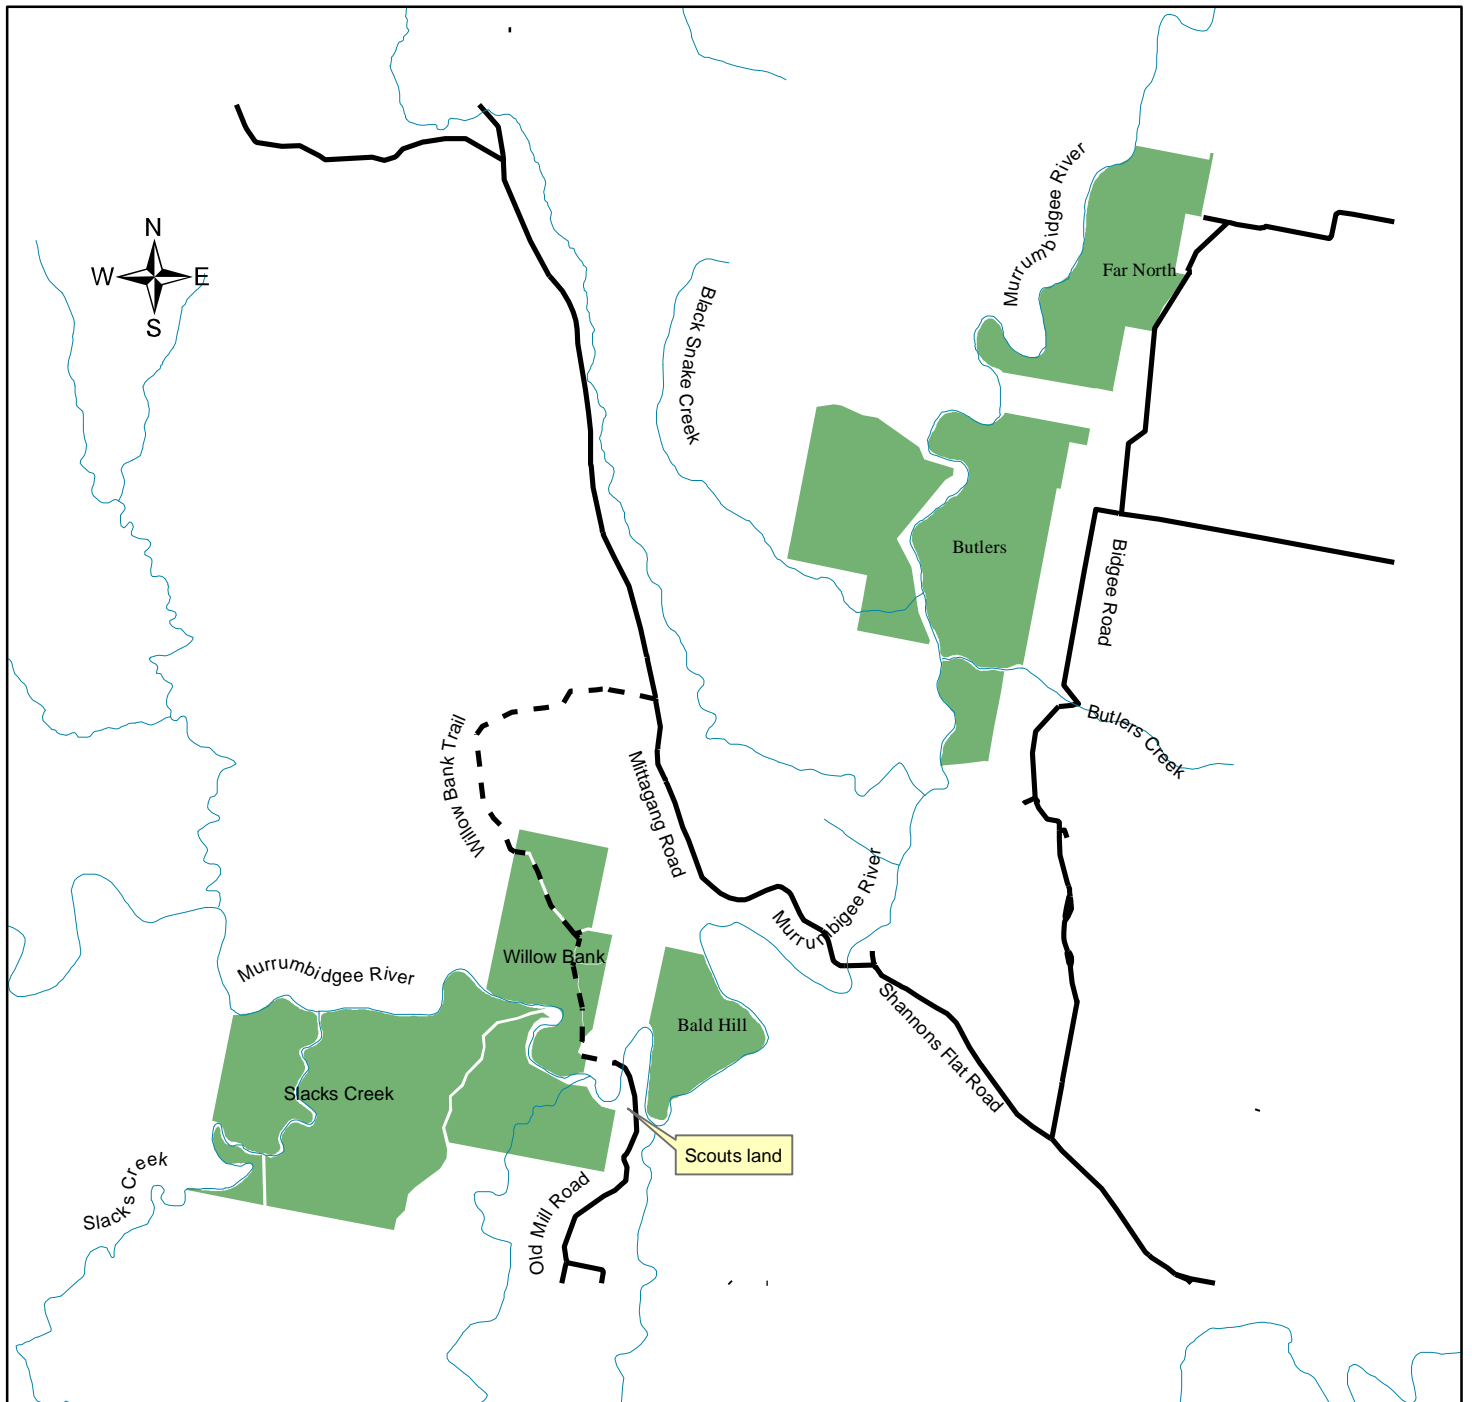 Murrumbidgee River
N
W E
S
Far North
Black Snake Creek
Butlers
Bidgee Road
Butlers Creek
Willow Bank Trail
Mittagang Road
Murrumbigee River
Willow Bank
Murrumbidgee River
Bald Hill
Shannons Flat Road
Slacks Creek
Scouts land
Slacks Creek
Old Mill Road